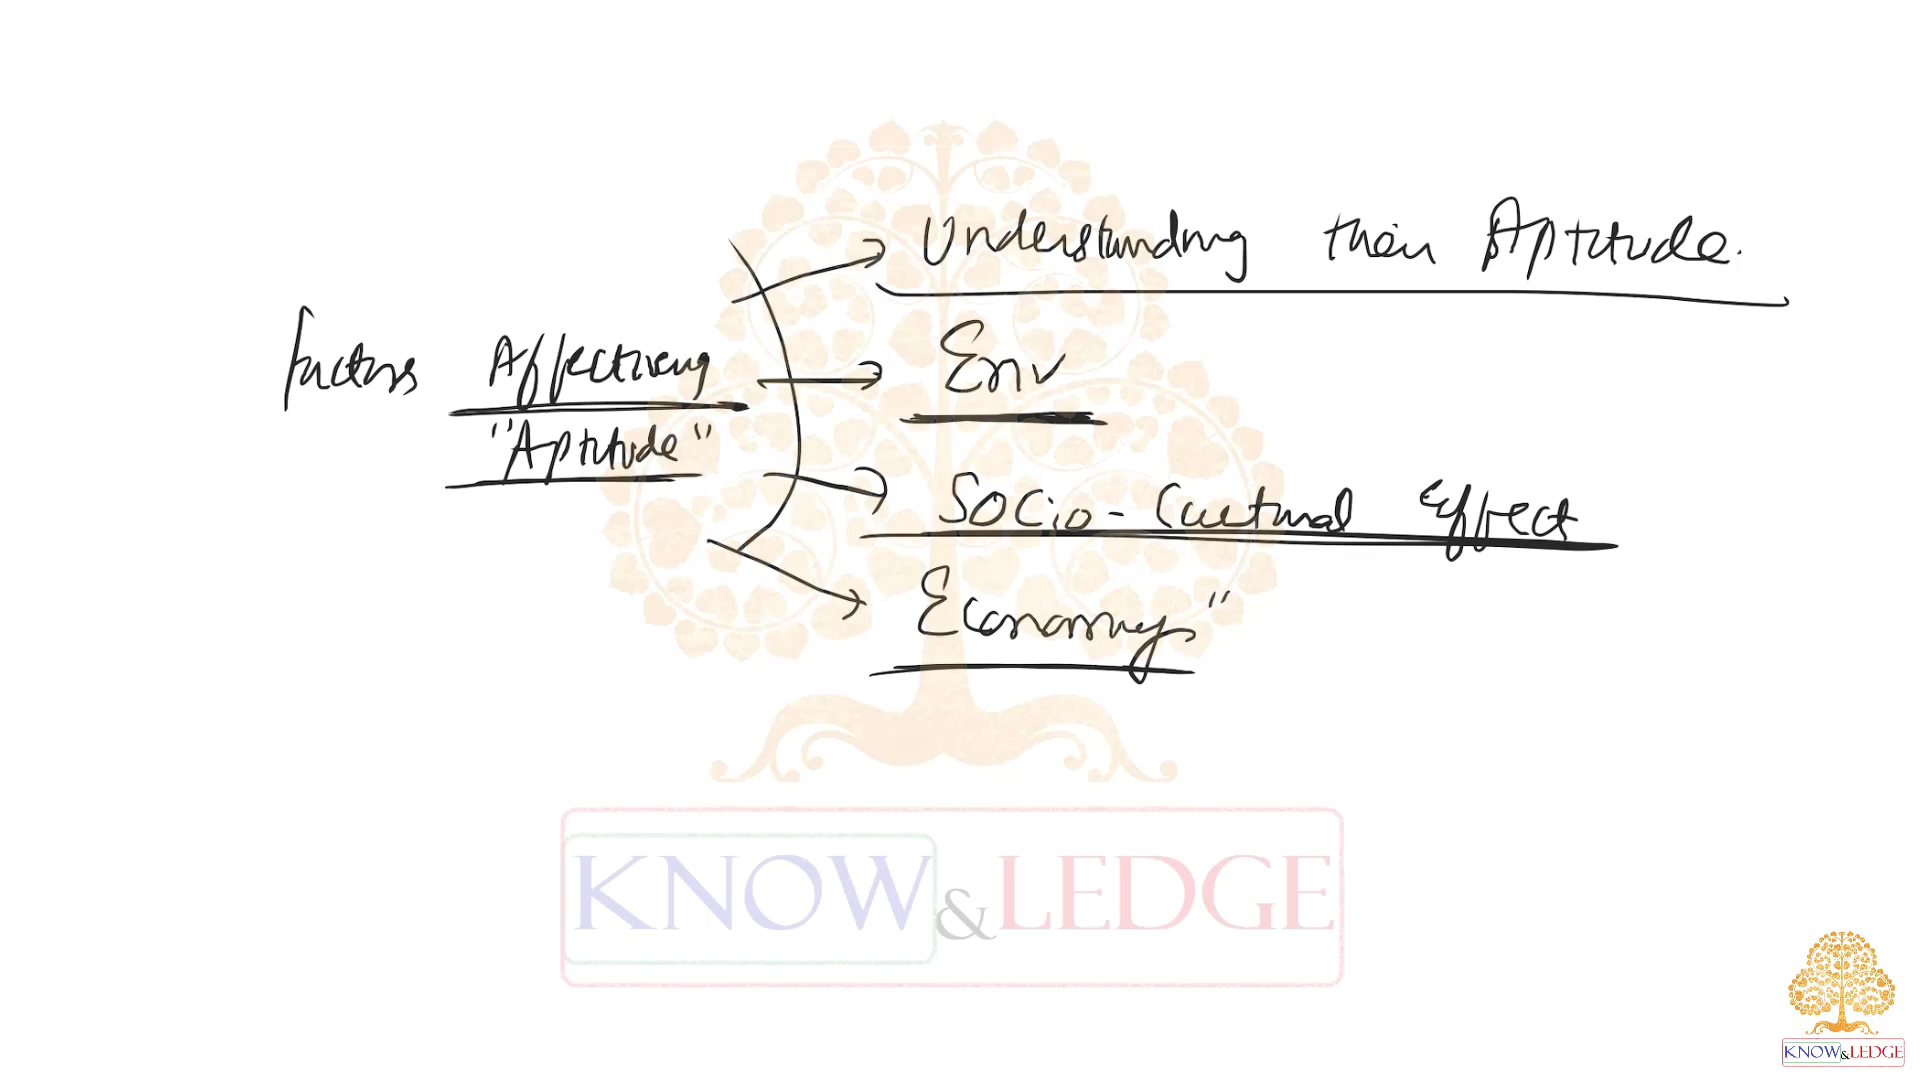 Understanding their Aptitude.
Factors Affecting
"Aptitude"
Env
Socio-Cultural Effect
Economy"
KNOW&LEDGE
KNOW&LEDGE